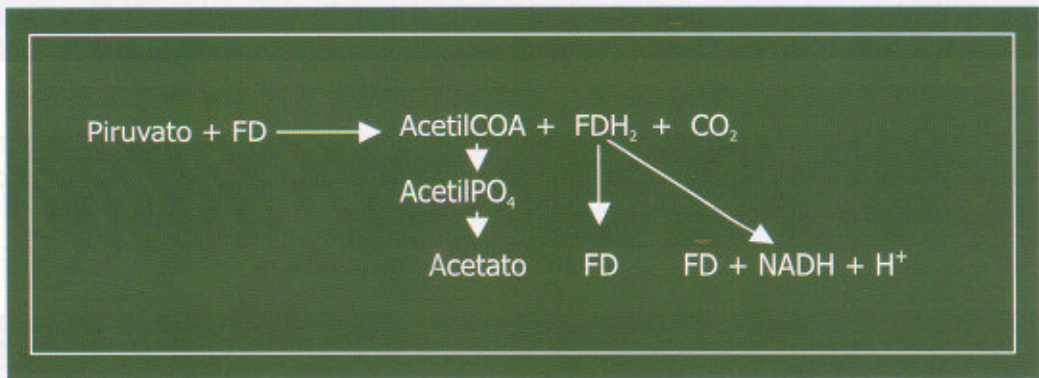 Piruvato + FD AcetilCOA + FDH₂ + CO₂
AcetilPO₄
Acetato FD FD + NADH + H⁺